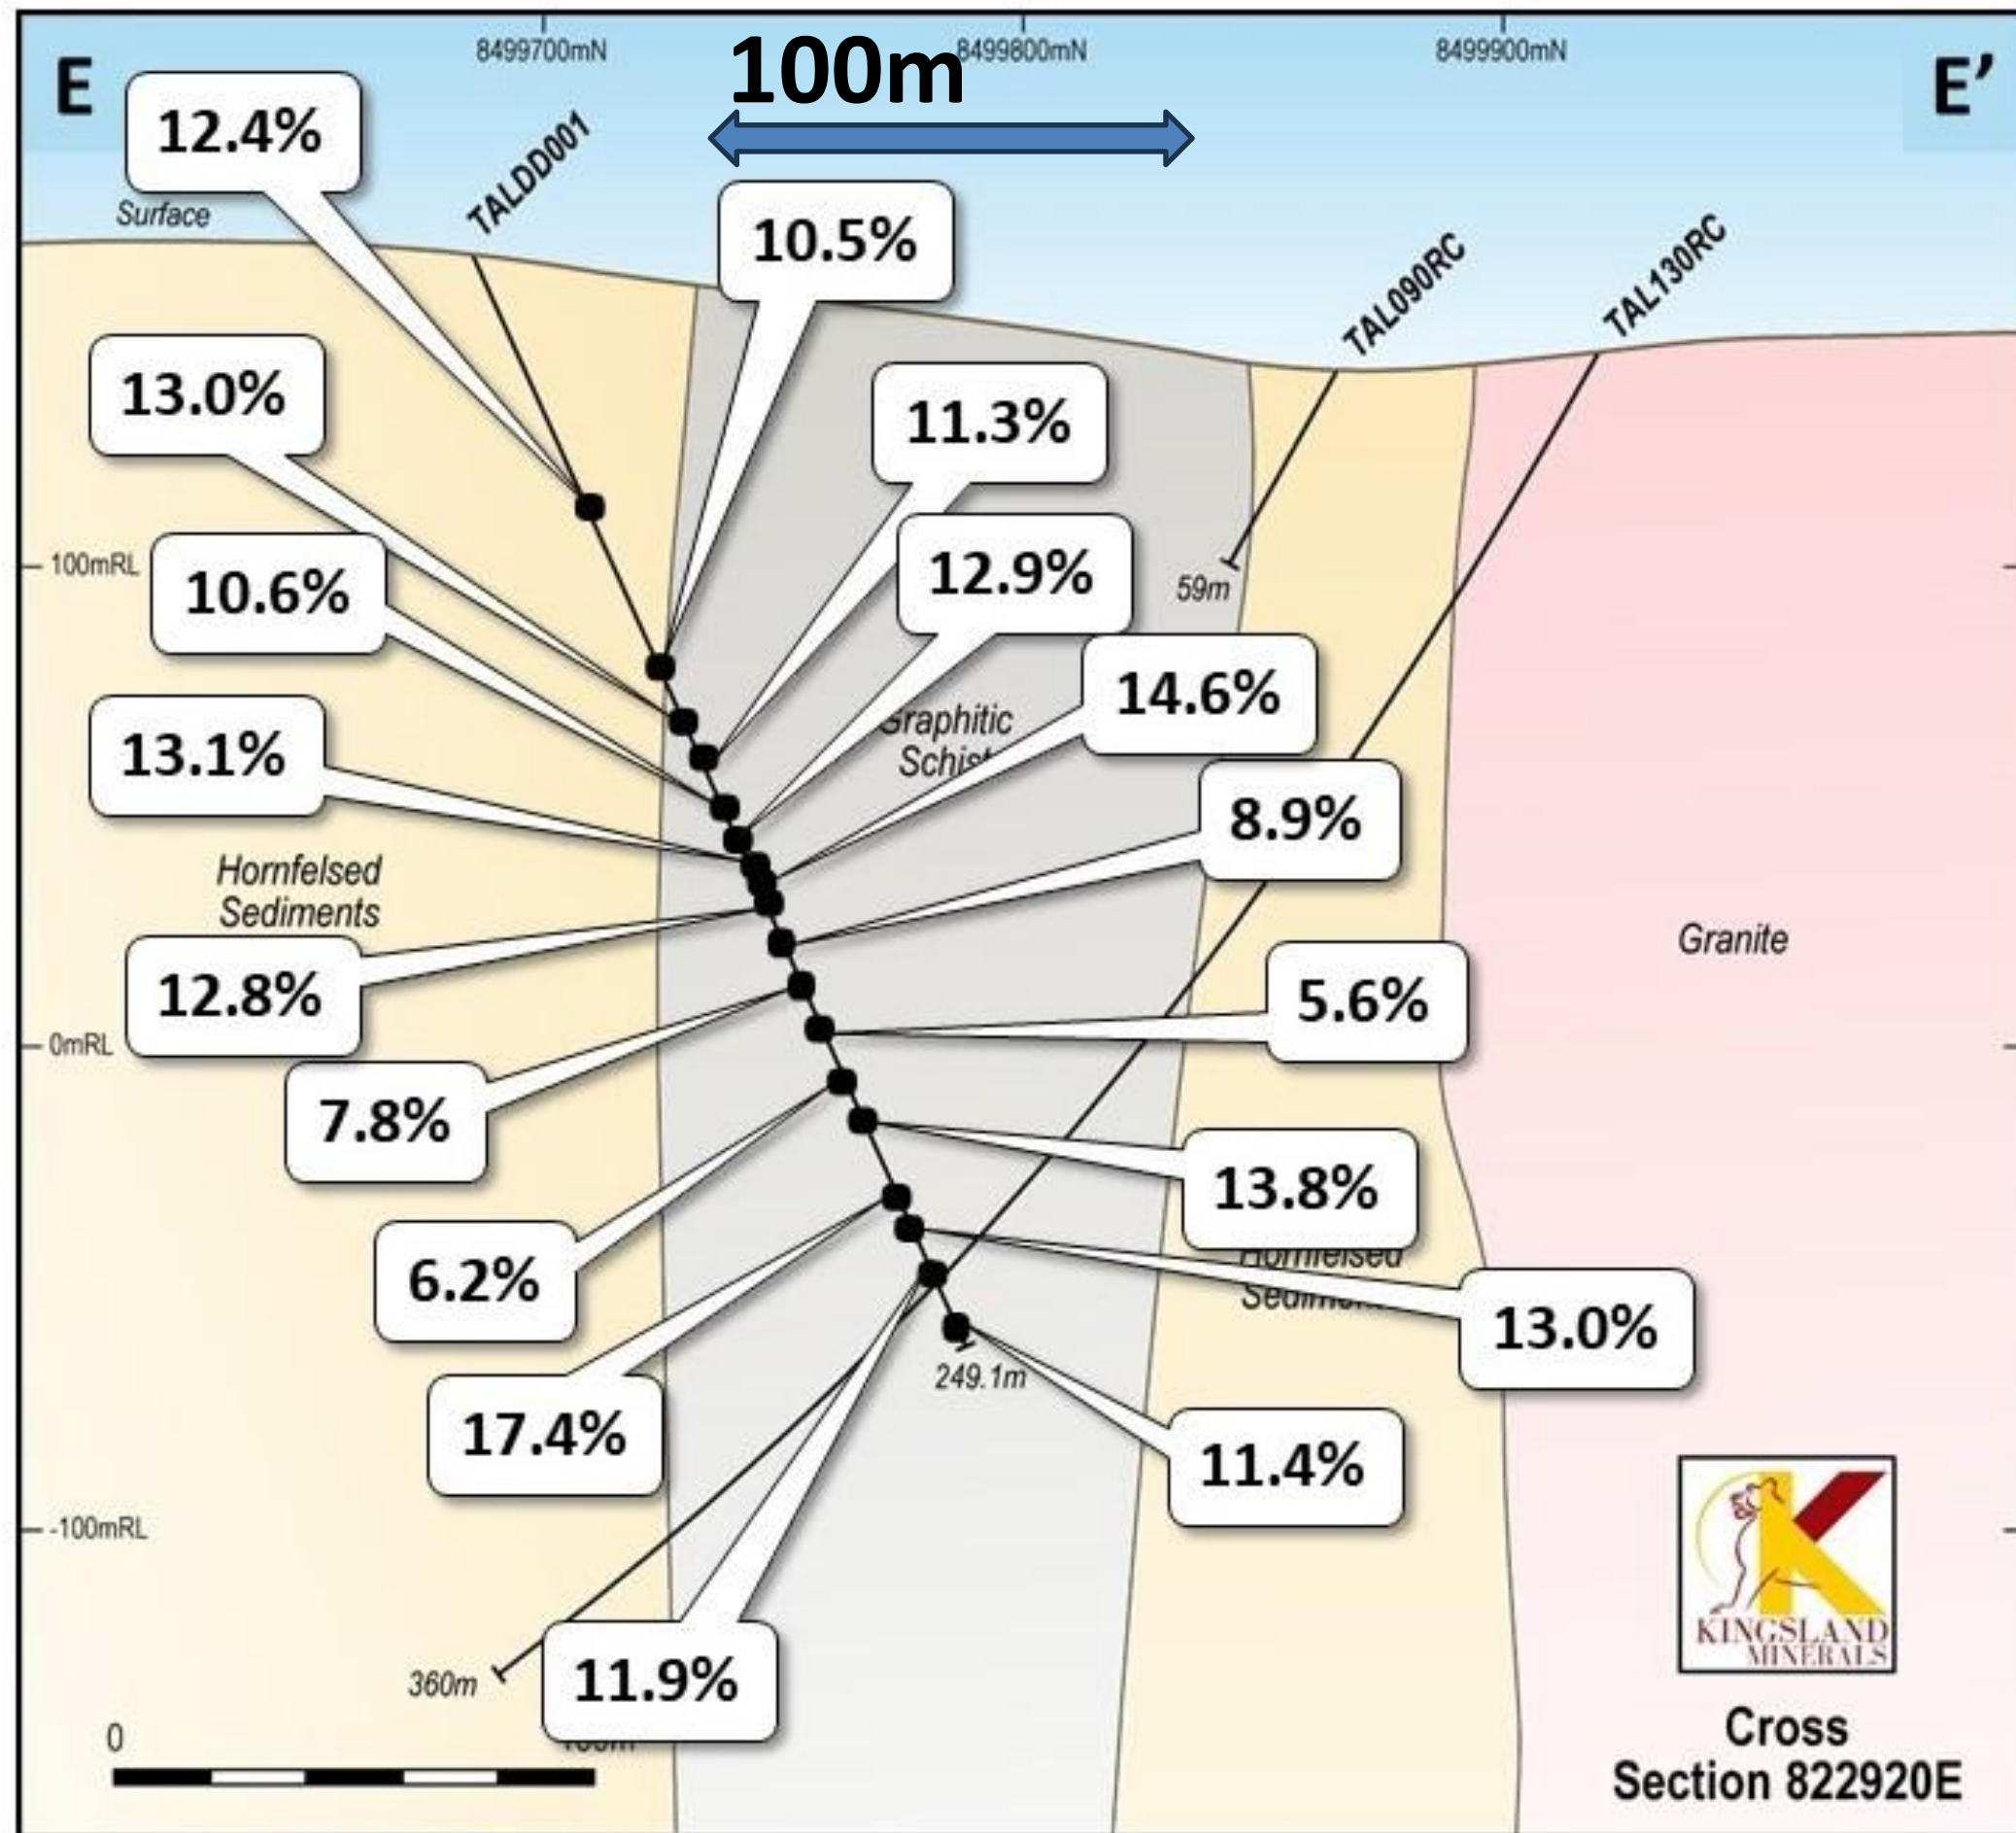 8499700mN
8499800mN
8499900mN
100m
E
E’
12.4%
TALDD001
Surface
10.5%
TAL090RC
TAL130RC
13.0%
11.3%
100mRL
10.6%
12.9%
59m
14.6%
Graphitic
Schist
13.1%
8.9%
Hornfelsed
Sediments
12.8%
Granite
5.6%
0mRL
7.8%
13.8%
6.2%
Hornfelsed
Sediments
13.0%
249.1m
17.4%
11.4%
-100mRL
11.9%
360m
KINGSLAND
MINERALS
0
Cross
Section 822920E